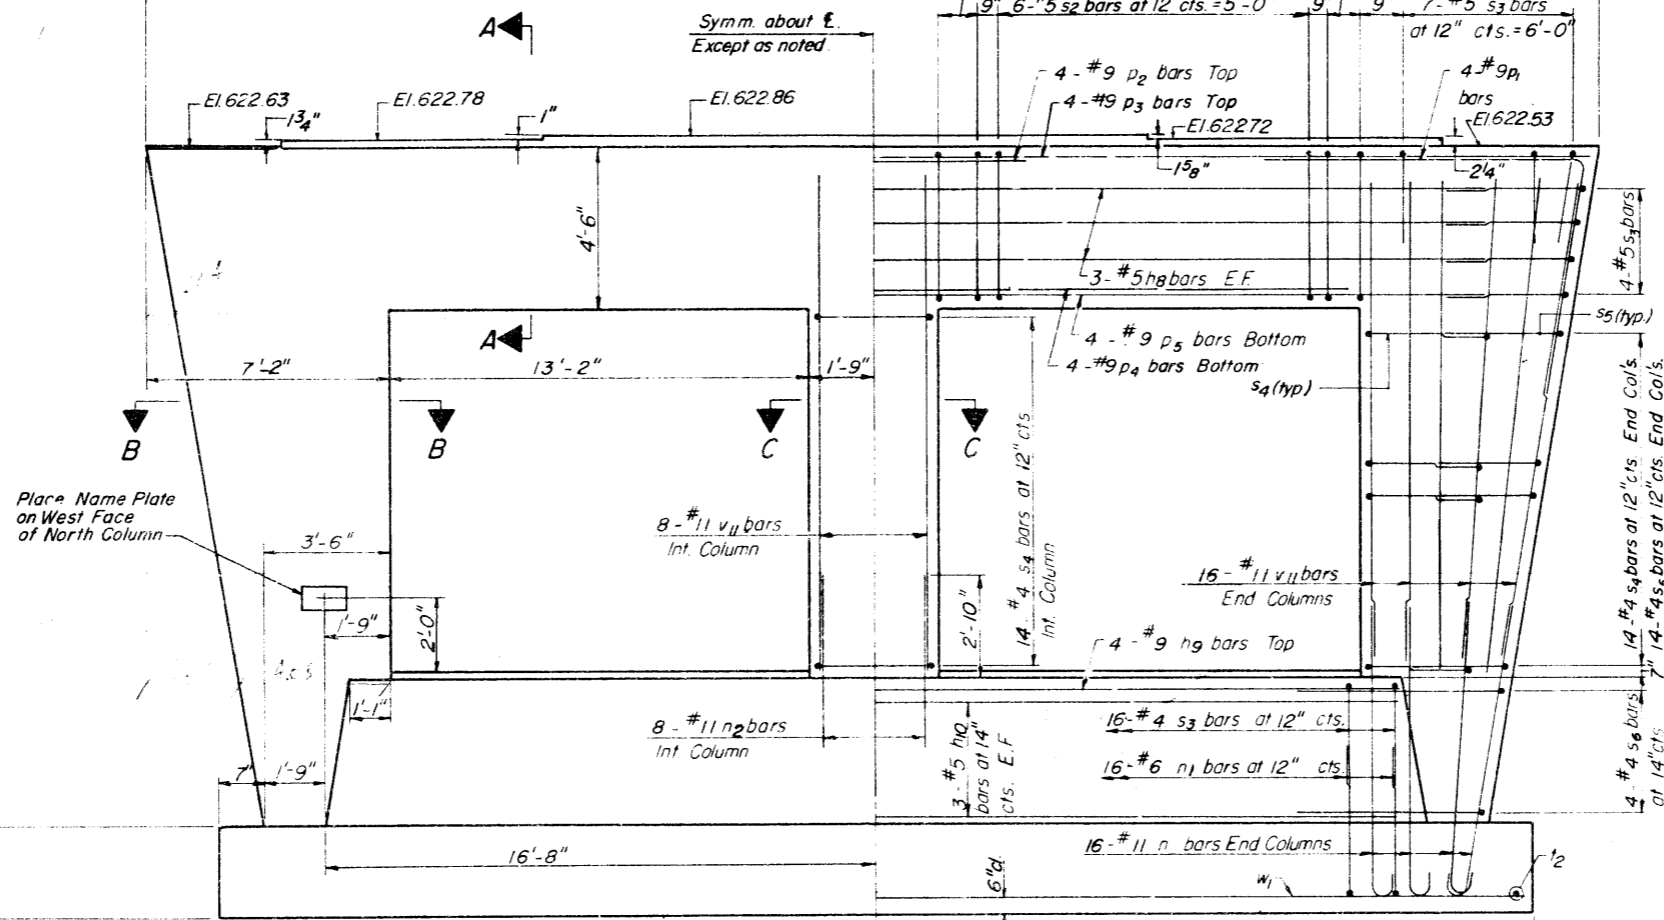 9" 6-#5 s2 bars at 12 cts. = 5'-0
9
9
7-#5 s3 bars
at 12" cts. = 6'-0"
A
Symm. about ℄
Except as noted
4-#9 p2 bars Top
4-#9 p3 bars Top
4-#9p1
bars
El.622.63
El.622.78
El.622.86
El.62272
El.622.53
1¾"
1"
1⅝"
2¼"
4'-6"
4-#5 s3 bars
3-#5 h8 bars E.F.
s5 (typ.)
A
4-#9 p5 bars Bottom
4-#9 p4 bars Bottom
s4 (typ)
7'-2"
13'-2"
1'-9"
B
B
C
C
14-#4 s4 bars at 12" cts
Int. Column
14-#4 s4 bars at 12" cts. End Col's.
14-#4 s6 bars at 12" cts. End Col's.
Place Name Plate
on West Face
of North Column
3'-6"
8-#11 v11 bars
Int. Column
16-#11 v11 bars
End Columns
1'-9"
2'-0"
2'-10"
4-#9 h9 bars Top
7"
1'-1"
8-#11 n2 bars
Int. Column
3-#5 h10
bars at 14"
cts. E.F
16-#4 s3 bars at 12" cts.
16-#6 n1 bars at 12" cts.
4-#4 s6 bars
at 14" cts
7"
1'-9"
16'-8"
16-#11 n bars End Columns
6" cl.
w1
t2